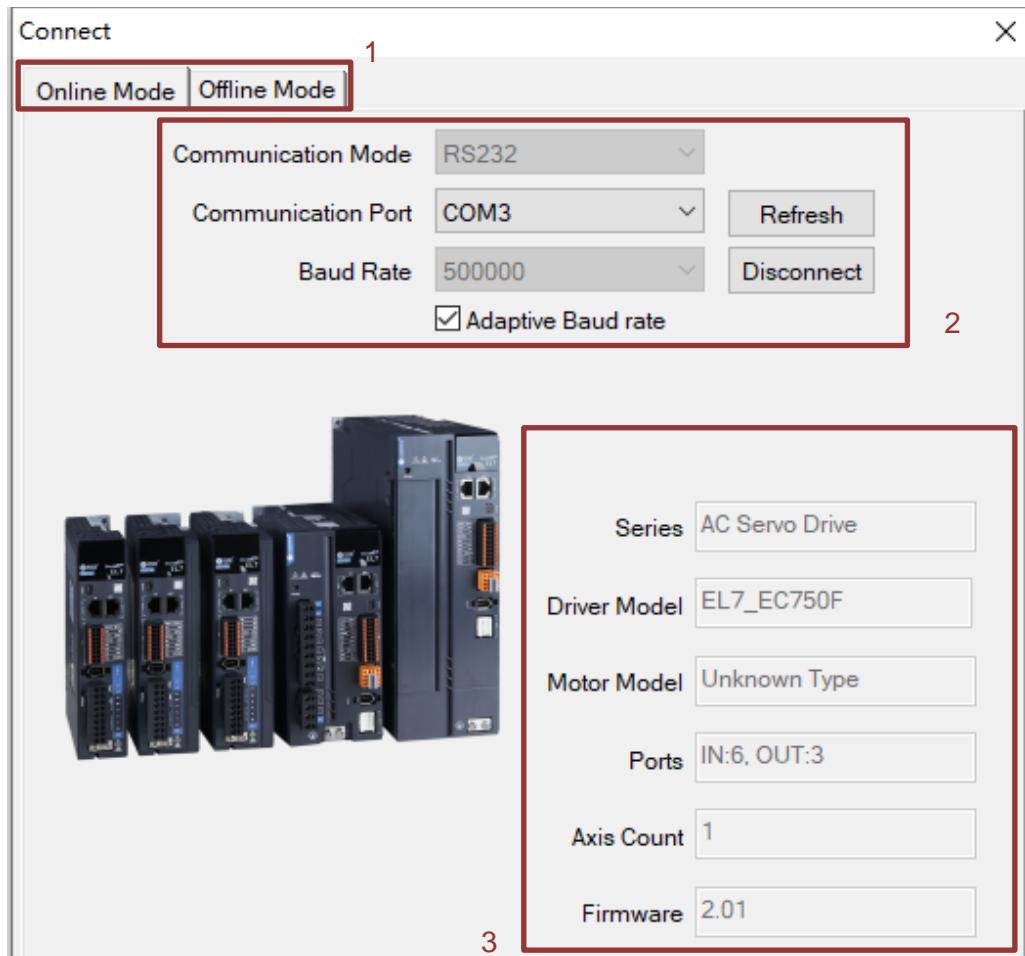 Connect
1
Online Mode Offline Mode
Communication Mode RS232
Communication Port COM3 Refresh
Baud Rate 500000 Disconnect
Adaptive Baud rate
2
Series AC Servo Drive
Driver Model EL7_EC750F
Motor Model Unknown Type
Ports IN:6, OUT:3
Axis Count 1
Firmware 2.01
3